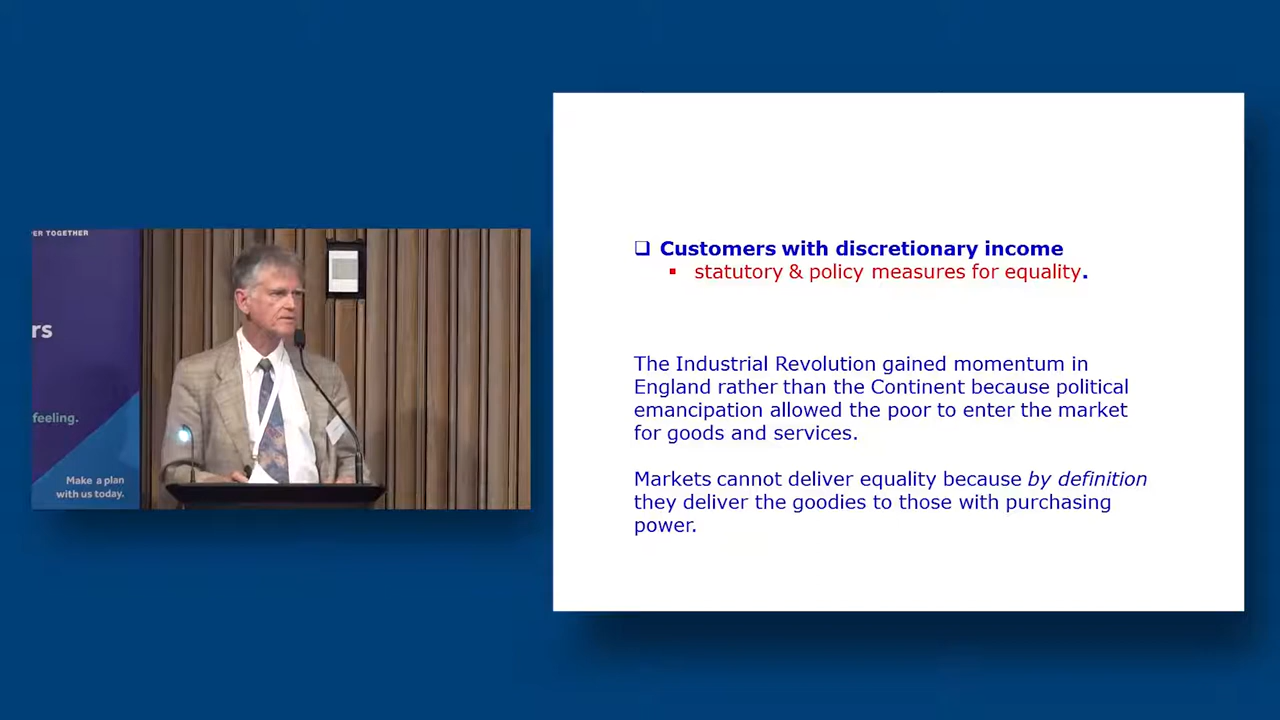 PER TOGETHER
rs
feeling.
Make a plan
with us today.
Customers with discretionary income
statutory & policy measures for equality.
The Industrial Revolution gained momentum in
England rather than the Continent because political
emancipation allowed the poor to enter the market
for goods and services.
Markets cannot deliver equality because by definition
they deliver the goodies to those with purchasing
power.